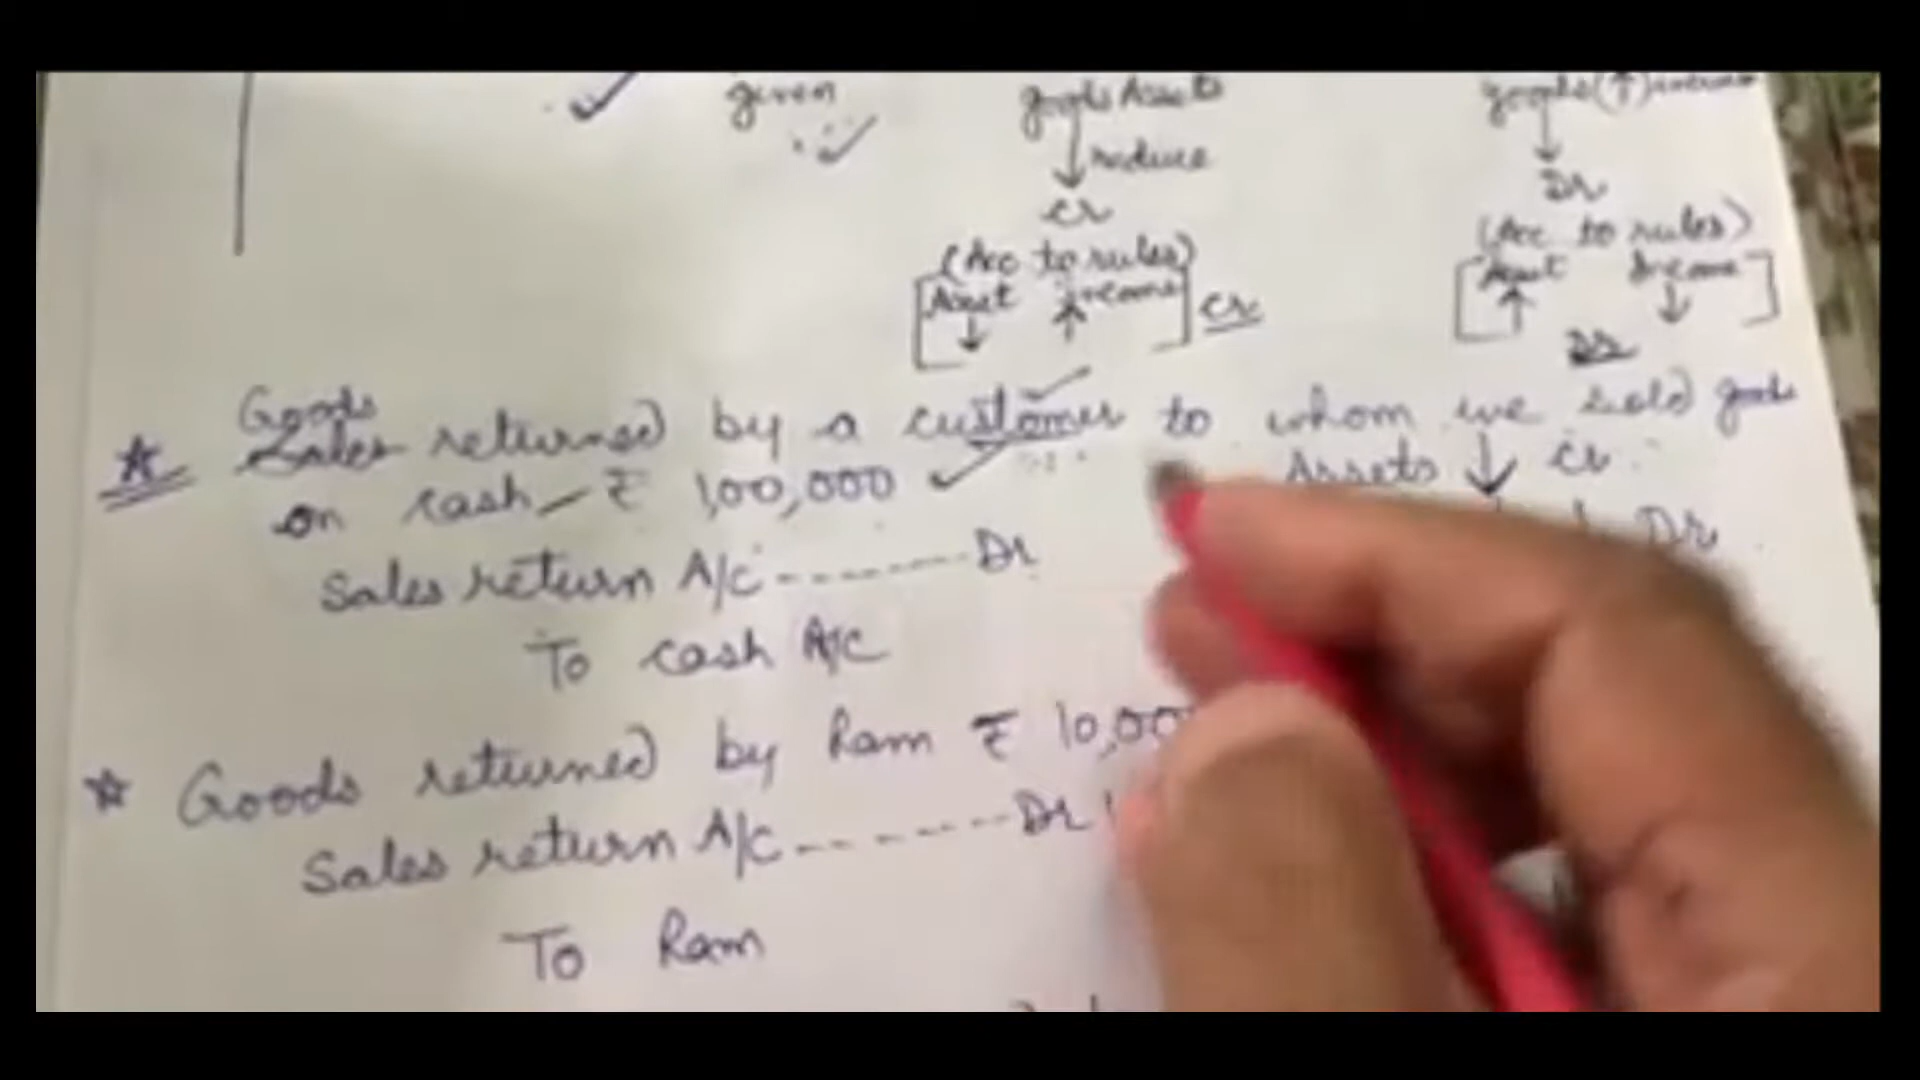 given goods Assets goods(↑)
↓ reduce ↓
cr Dr
(Acc to rules) (Acc to rules)
[Asset ↓ Income ↑] cr [Asset ↑ Income ↓]
Dr
Goods
☆ Sales returned by a customer to whom we sold goods
on cash – ₹ 1,00,000 ✓ Assets ↓ cr
Dr
Sales return A/c -------- Dr
To cash A/c
☆ Goods returned by Ram ₹ 10,00
Sales return A/c -------- Dr
To Ram